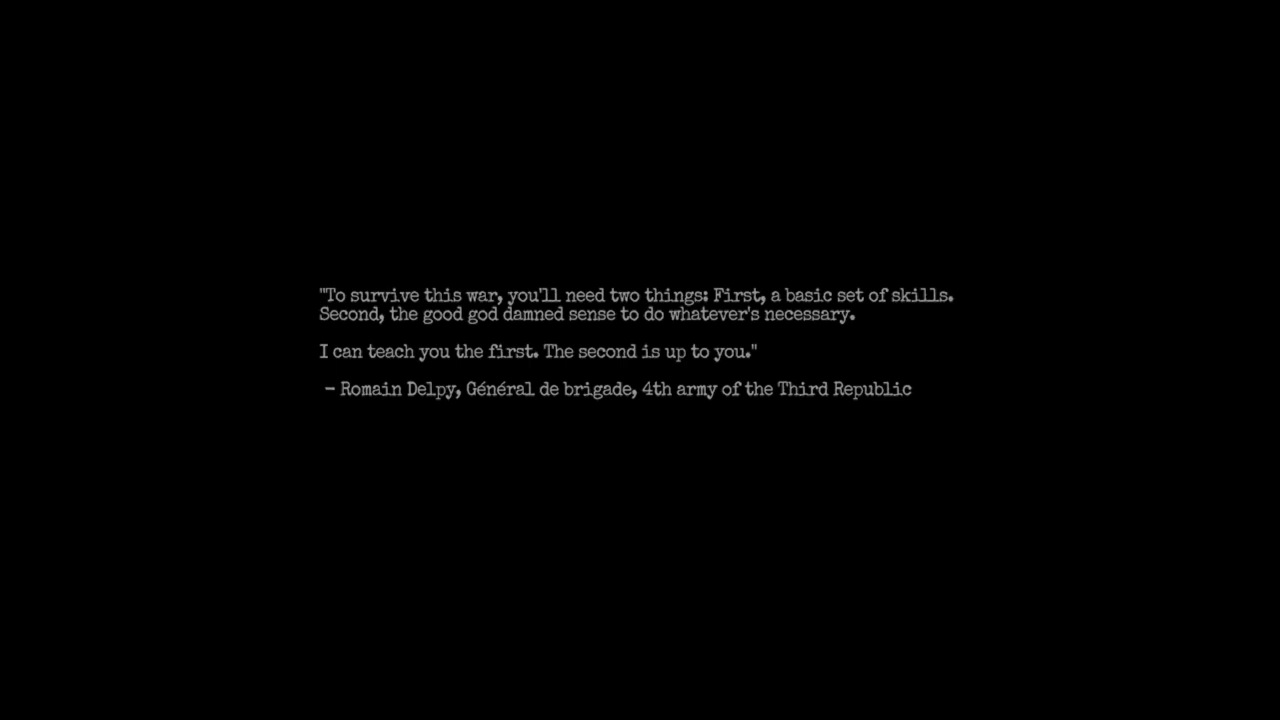 "To survive this war, you'll need two things: First, a basic set of skills.
Second, the good god damned sense to do whatever's necessary.
I can teach you the first. The second is up to you."
- Romain Delpy, Général de brigade, 4th army of the Third Republic